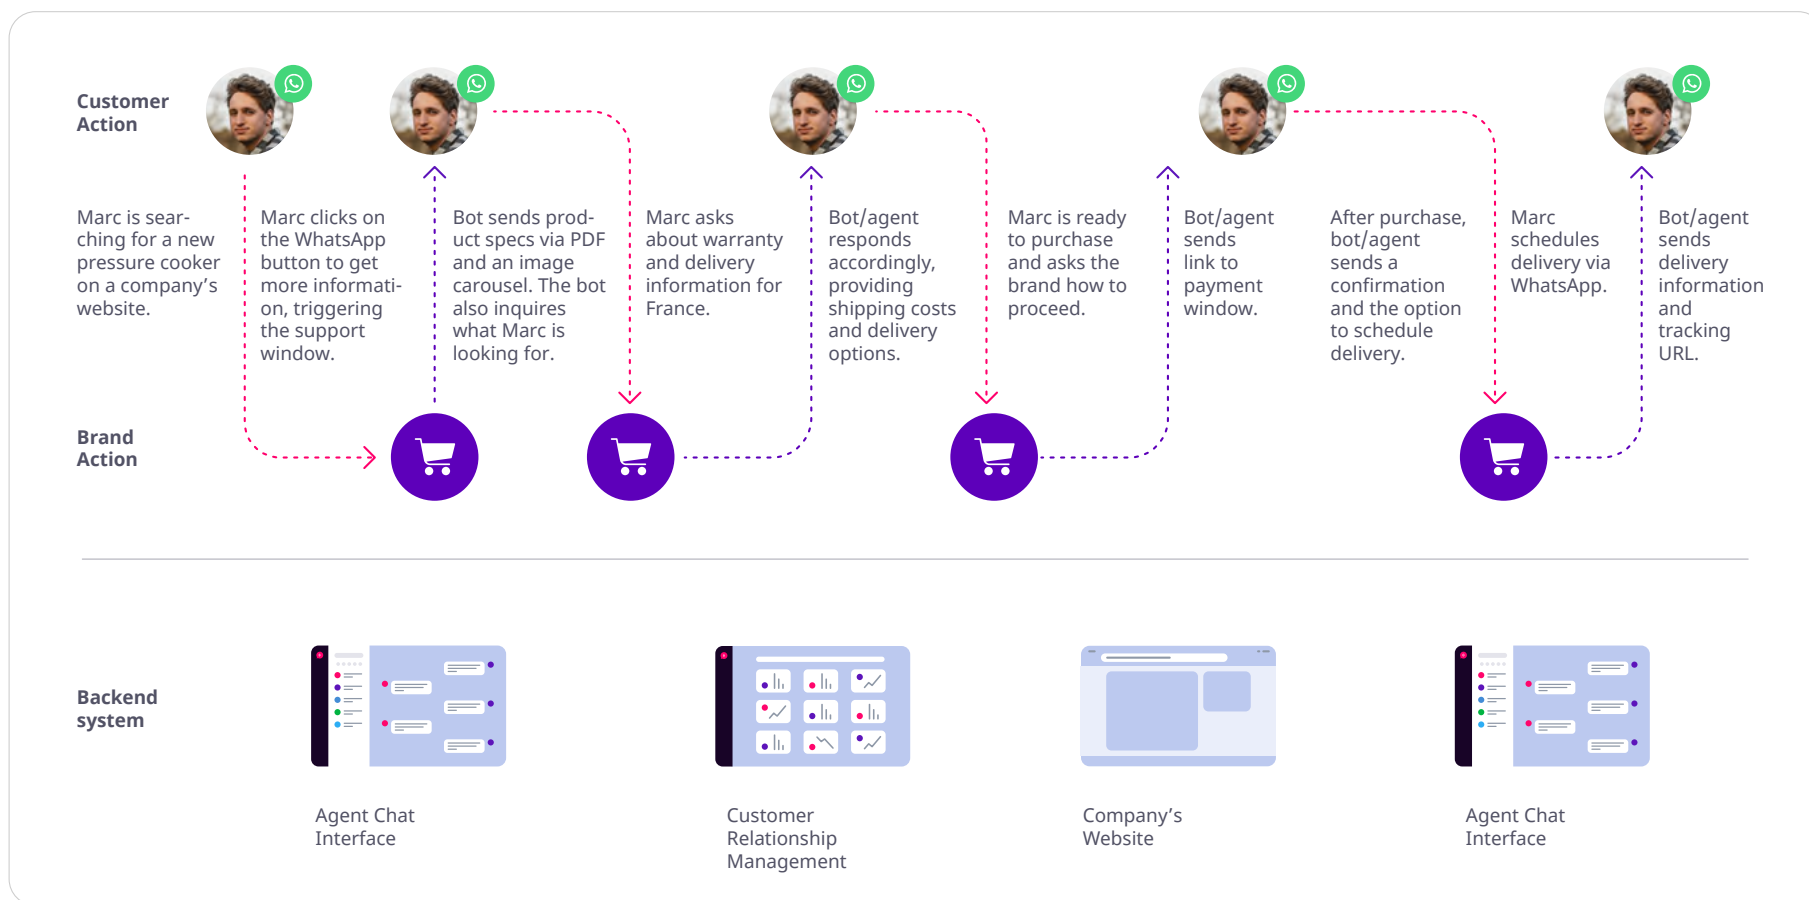 Customer
Action
Marc is sear-
ching for a new
pressure cooker
on a company’s
website.
Marc clicks on
the WhatsApp
button to get
more informati-
on, triggering
the support
window.
Bot sends prod-
uct specs via PDF
and an image
carousel. The bot
also inquires
what Marc is
looking for.
Marc asks
about warranty
and delivery
information for
France.
Bot/agent
responds
accordingly,
providing
shipping costs
and delivery
options.
Marc is ready
to purchase
and asks the
brand how to
proceed.
Bot/agent
sends
link to
payment
window.
After purchase,
bot/agent
sends a
confirmation
and the option
to schedule
delivery.
Marc
schedules
delivery via
WhatsApp.
Bot/agent
sends
delivery
information
and
tracking
URL.
Brand
Action
Backend
system
Agent Chat
Interface
Customer
Relationship
Management
Company’s
Website
Agent Chat
Interface